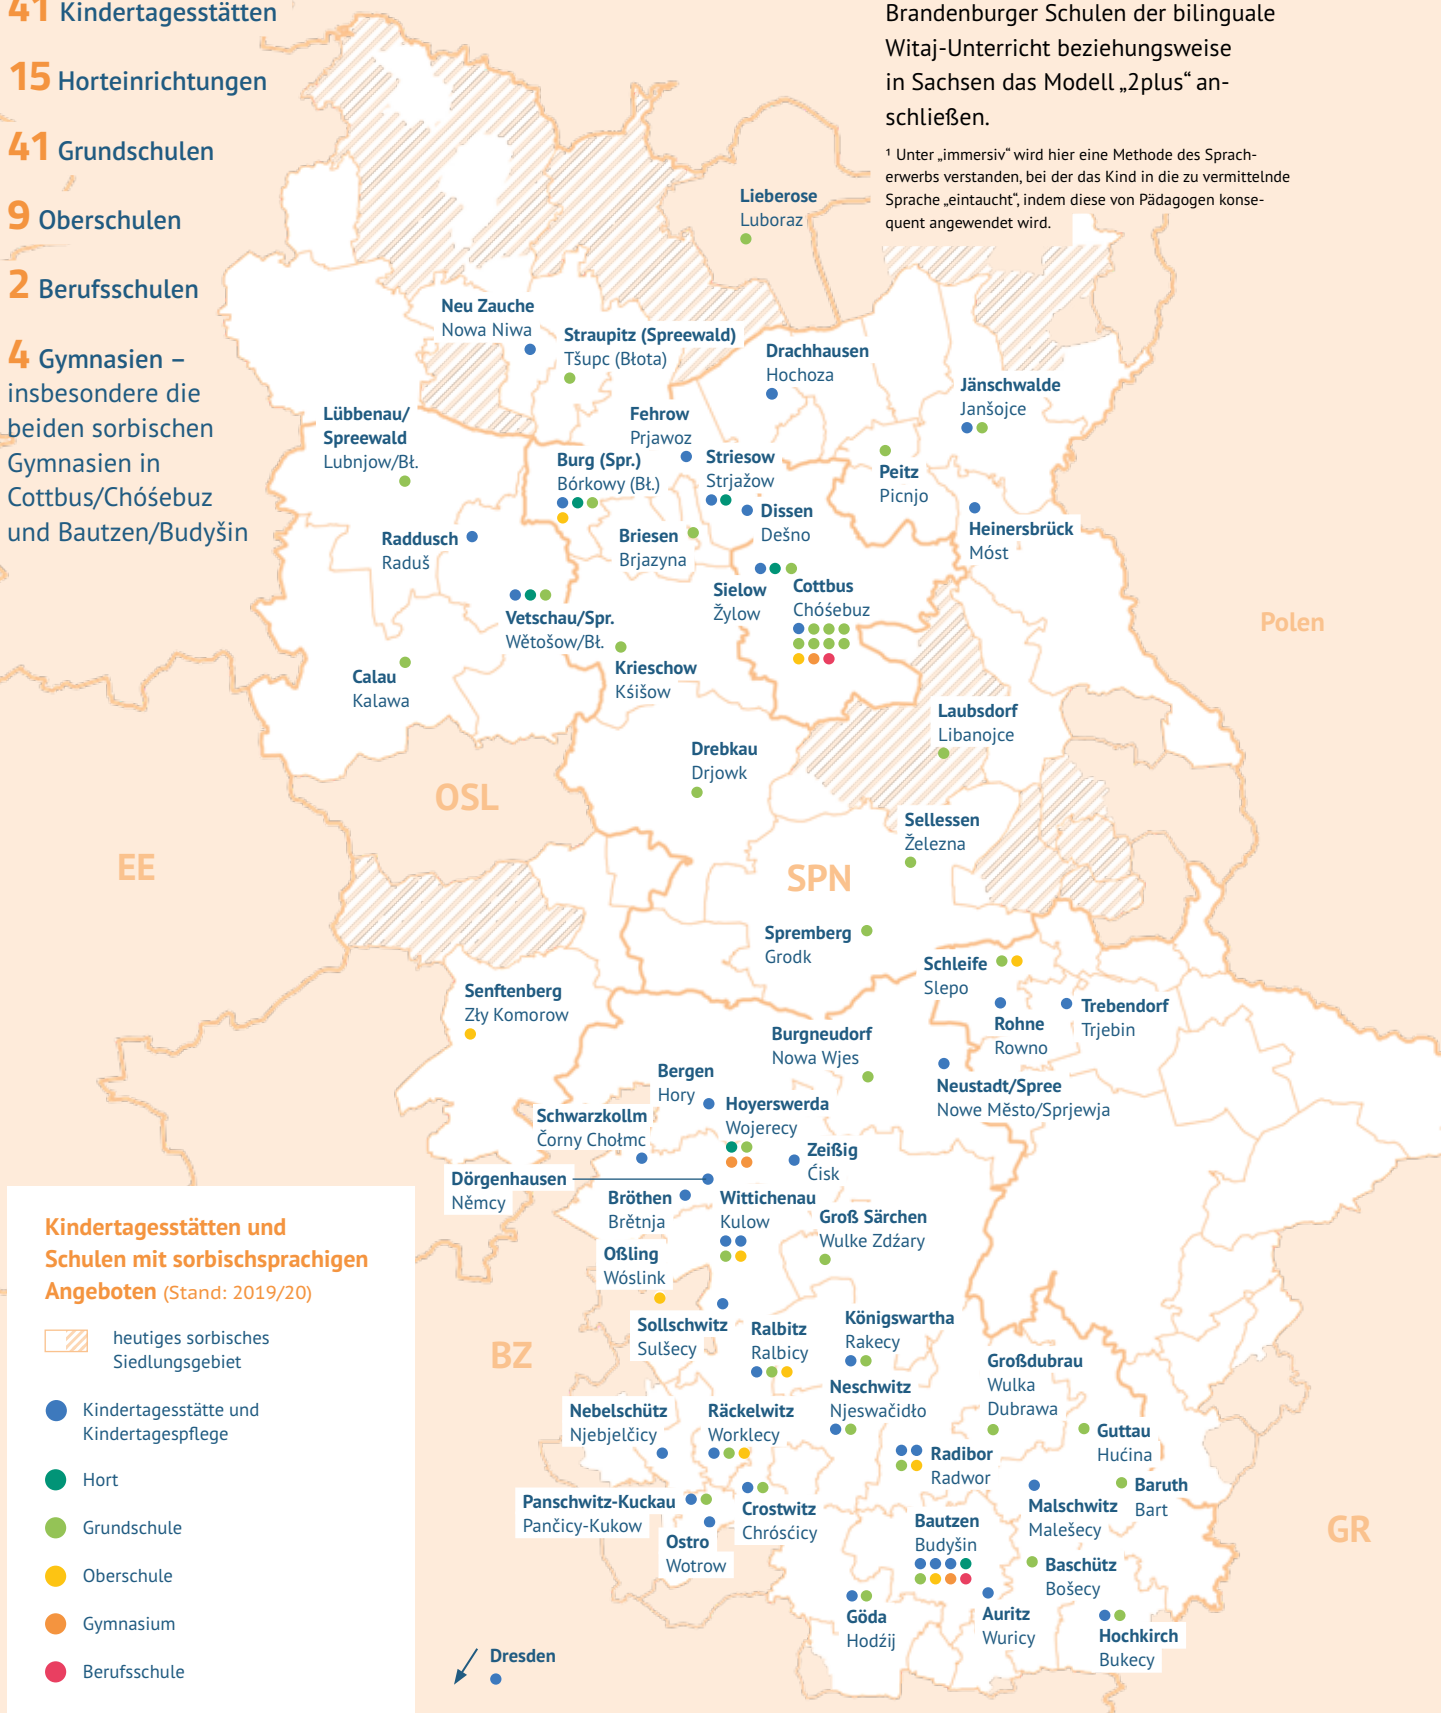 41 Kindertagesstätten
15 Horteinrichtungen
41 Grundschulen
9 Oberschulen
2 Berufsschulen
4 Gymnasien –
insbesondere die
beiden sorbischen
Gymnasien in
Cottbus/Chóśebuz
und Bautzen/Budyšin
Brandenburger Schulen der bilinguale
Witaj-Unterricht beziehungsweise
in Sachsen das Modell „2plus“ an-
schließen.
¹ Unter „immersiv“ wird hier eine Methode des Sprach-
erwerbs verstanden, bei der das Kind in die zu vermittelnde
Sprache „eintaucht“, indem diese von Pädagogen konse-
quent angewendet wird.
Lieberose
Luboraz
Neu Zauche
Nowa Niwa
Straupitz (Spreewald)
Tšupc (Błota)
Drachhausen
Hochoza
Jänschwalde
Janšojce
Lübbenau/
Spreewald
Lubnjow/Bł.
Fehrow
Prjawoz
Burg (Spr.)
Bórkowy (Bł.)
Striesow
Strjažow
Peitz
Picnjo
Dissen
Dešno
Heinersbrück
Móst
Raddusch
Raduš
Briesen
Brjazyna
Sielow
Žylow
Cottbus
Chóśebuz
Vetschau/Spr.
Wětošow/Bł.
Polen
Krieschow
Kśišow
Calau
Kalawa
Laubsdorf
Libanojce
Drebkau
Drjowk
OSL
Sellessen
Železna
EE
SPN
Spremberg
Grodk
Schleife
Slepo
Senftenberg
Zły Komorow
Trebendorf
Trjebin
Rohne
Rowno
Burgneudorf
Nowa Wjes
Neustadt/Spree
Nowe Město/Sprjewja
Bergen
Hory
Hoyerswerda
Wojerecy
Schwarzkollm
Čorny Chołmc
Zeißig
Ćisk
Dörgenhausen
Němcy
Bröthen
Brětnja
Wittichenau
Kulow
Groß Särchen
Wulke Zdźary
Oßling
Wóslink
Sollschwitz
Sulšecy
Ralbitz
Ralbicy
Königswartha
Rakecy
BZ
Großdubrau
Wulka
Dubrawa
Neschwitz
Njeswačidło
Nebelschütz
Njebjelčicy
Räckelwitz
Worklecy
Guttau
Hućina
Radibor
Radwor
Baruth
Bart
Malschwitz
Malešecy
Panschwitz-Kuckau
Pančicy-Kukow
Crostwitz
Chrósćicy
Ostro
Wotrow
Bautzen
Budyšin
GR
Baschütz
Bošecy
Göda
Hodźij
Auritz
Wuricy
Hochkirch
Bukecy
Dresden
Kindertagesstätten und
Schulen mit sorbischsprachigen
Angeboten (Stand: 2019/20)
heutiges sorbisches
Siedlungsgebiet
Kindertagesstätte und
Kindertagespflege
Hort
Grundschule
Oberschule
Gymnasium
Berufsschule